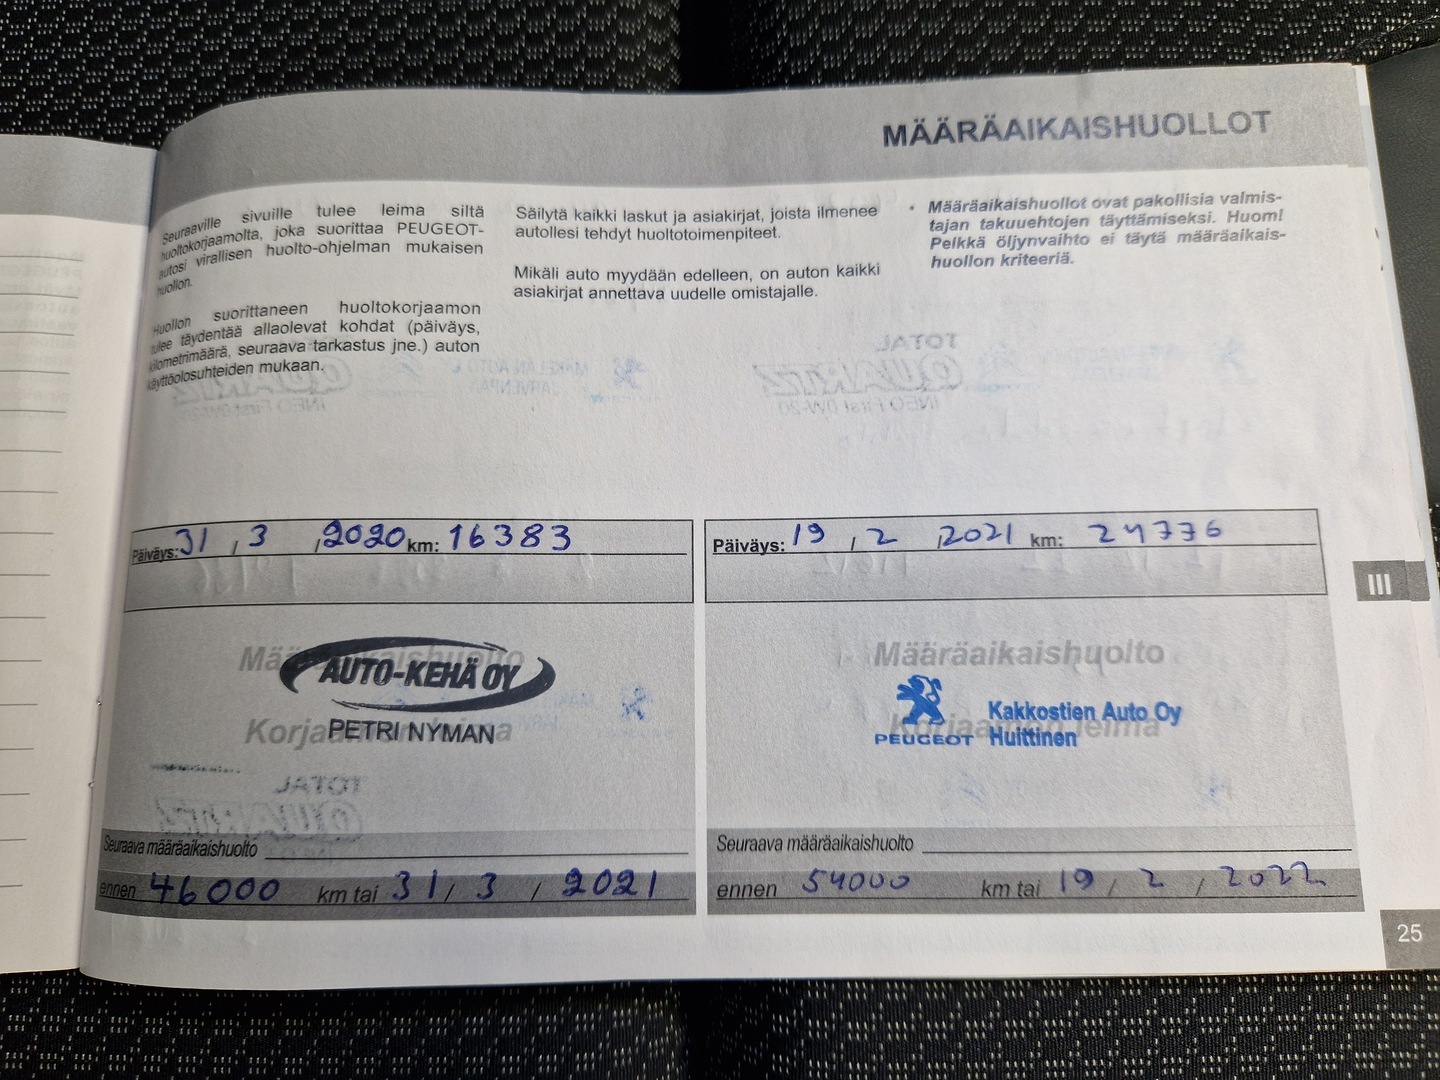 MÄÄRÄAIKAISHUOLLOT
Seuraaville sivuille tulee leima siltä
huoltokorjaamolta, joka suorittaa PEUGEOT-
autosi virallisen huolto-ohjelman mukaisen
huollon.
Huollon suorittaneen huoltokorjaamon
tulee täydentää allaolevat kohdat (päiväys,
kilometrimäärä, seuraava tarkastus jne.) auton
käyttöolosuhteiden mukaan.
Säilytä kaikki laskut ja asiakirjat, joista ilmenee
autollesi tehdyt huoltotoimenpiteet.
Mikäli auto myydään edelleen, on auton kaikki
asiakirjat annettava uudelle omistajalle.
• Määräaikaishuollot ovat pakollisia valmis-
tajan takuuehtojen täyttämiseksi. Huom!
Pelkkä öljynvaihto ei täytä määräaikais-
huollon kriteeriä.
Päiväys: 31 / 3 / 2020 km: 16383
Määräaikaishuolto
AUTO-KEHÄ OY
Korjaamon leima
PETRI NYMAN
Seuraava määräaikaishuolto
ennen 46000 km tai 31 / 3 / 2021
Päiväys: 19 / 2 / 2021 km: 24776
Määräaikaishuolto
Korjaamon leima
PEUGEOT
Kakkostien Auto Oy
Huittinen
Seuraava määräaikaishuolto
ennen 54000 km tai 19 / 2 / 2022
III
25